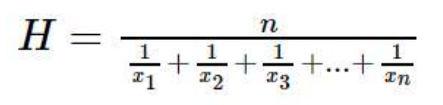 H = n / (1/x₁ + 1/x₂ + 1/x₃ + ... + 1/xₙ)